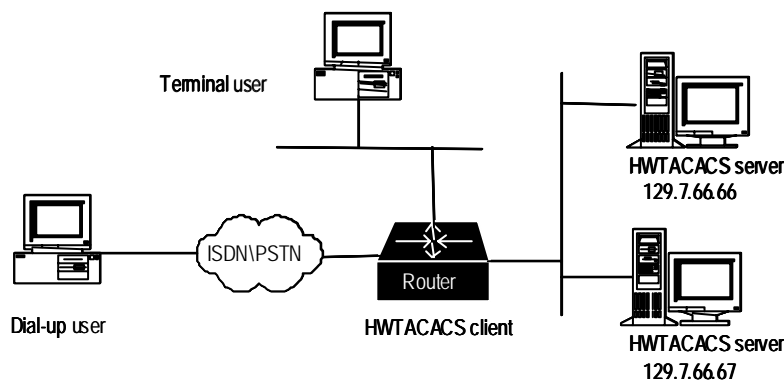 Terminal user
HWTACACS server
129.7.66.66
ISDN\PSTN
Router
Dial-up user
HWTACACS client
HWTACACS server
129.7.66.67